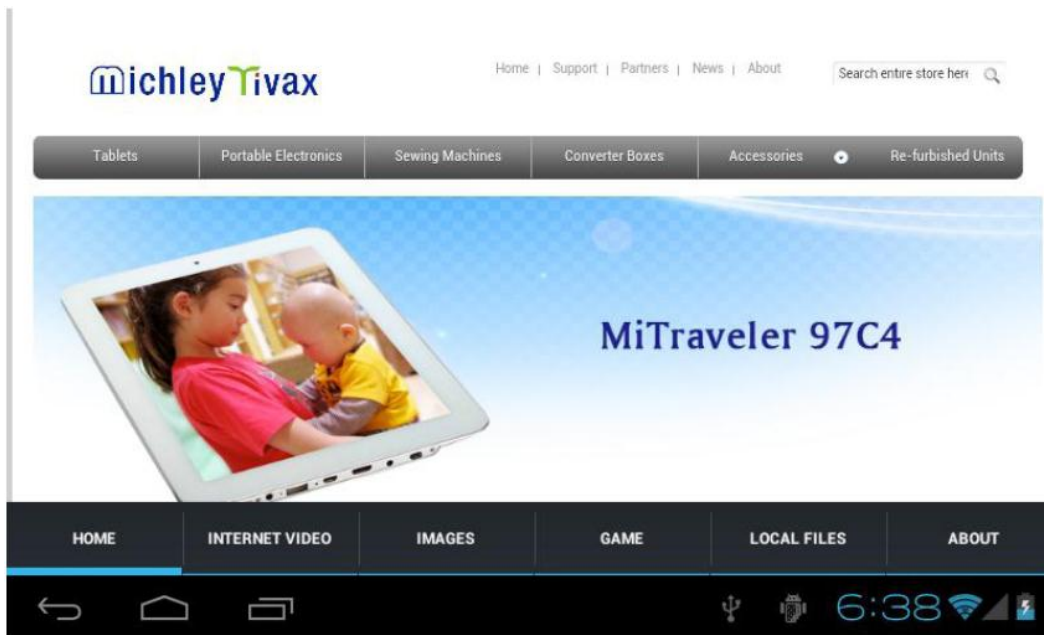 Michley Tivax
Home | Support | Partners | News | About
Search entire store here
Tablets Portable Electronics Sewing Machines Converter Boxes Accessories Re-furbished Units
MiTraveler 97C4
HOME INTERNET VIDEO IMAGES GAME LOCAL FILES ABOUT
6:38